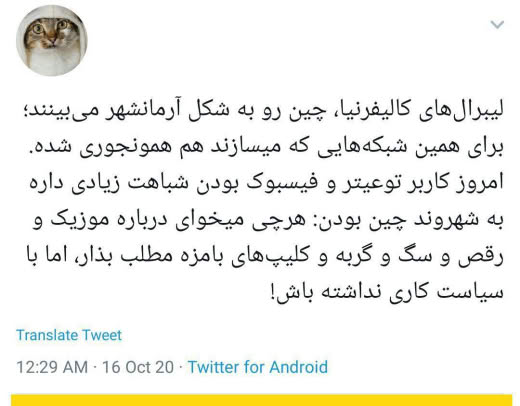 لیبرال‌های کالیفرنیا، چین رو به شکل آرمانشهر می‌بینند؛
برای همین شبکه‌هایی که میسازند هم همونجوری شده.
امروز کاربر توعیتر و فیسبوک بودن شباهت زیادی داره
به شهروند چین بودن: هرچی میخوای درباره موزیک و
رقص و سگ و گربه و کلیپ‌های بامزه مطلب بذار، اما با
سیاست کاری نداشته باش!
Translate Tweet
12:29 AM · 16 Oct 20 · Twitter for Android